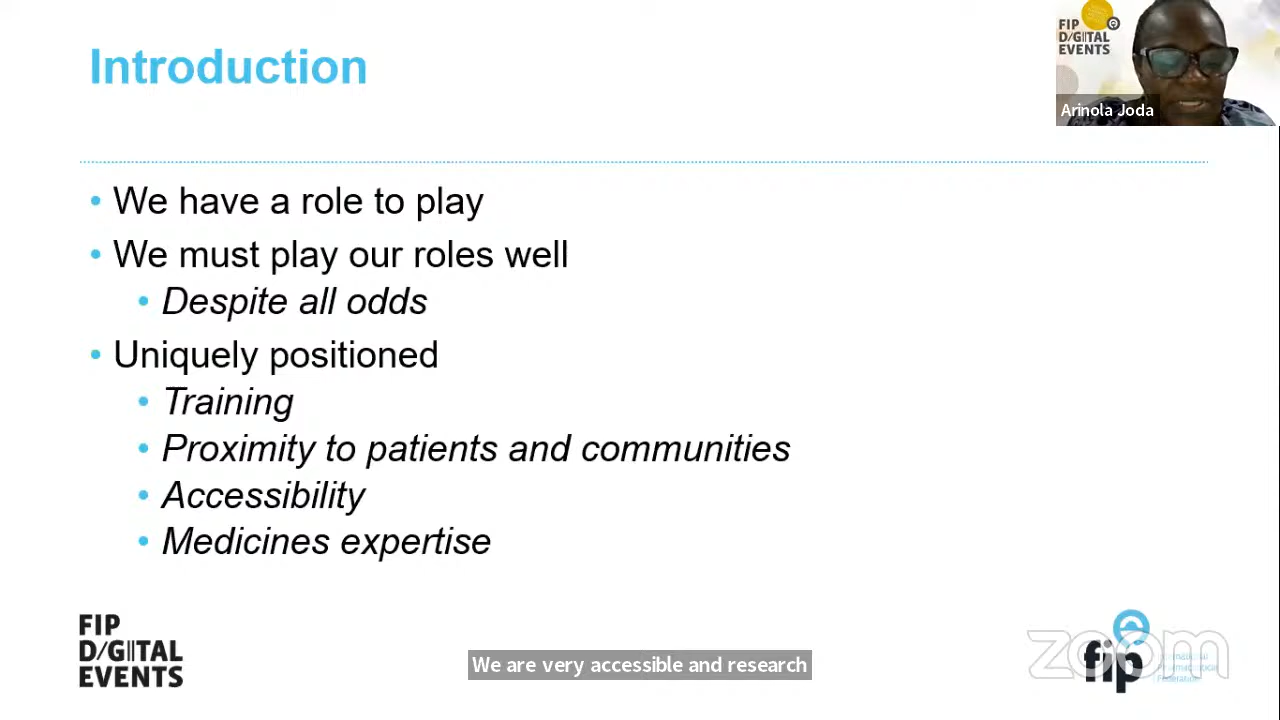 Introduction
FIP
D/GITAL
EVENTS
Arinola Joda
We have a role to play
We must play our roles well
Despite all odds
Uniquely positioned
Training
Proximity to patients and communities
Accessibility
Medicines expertise
FIP
D/GITAL
EVENTS
We are very accessible and research
zoom
fip
Federation